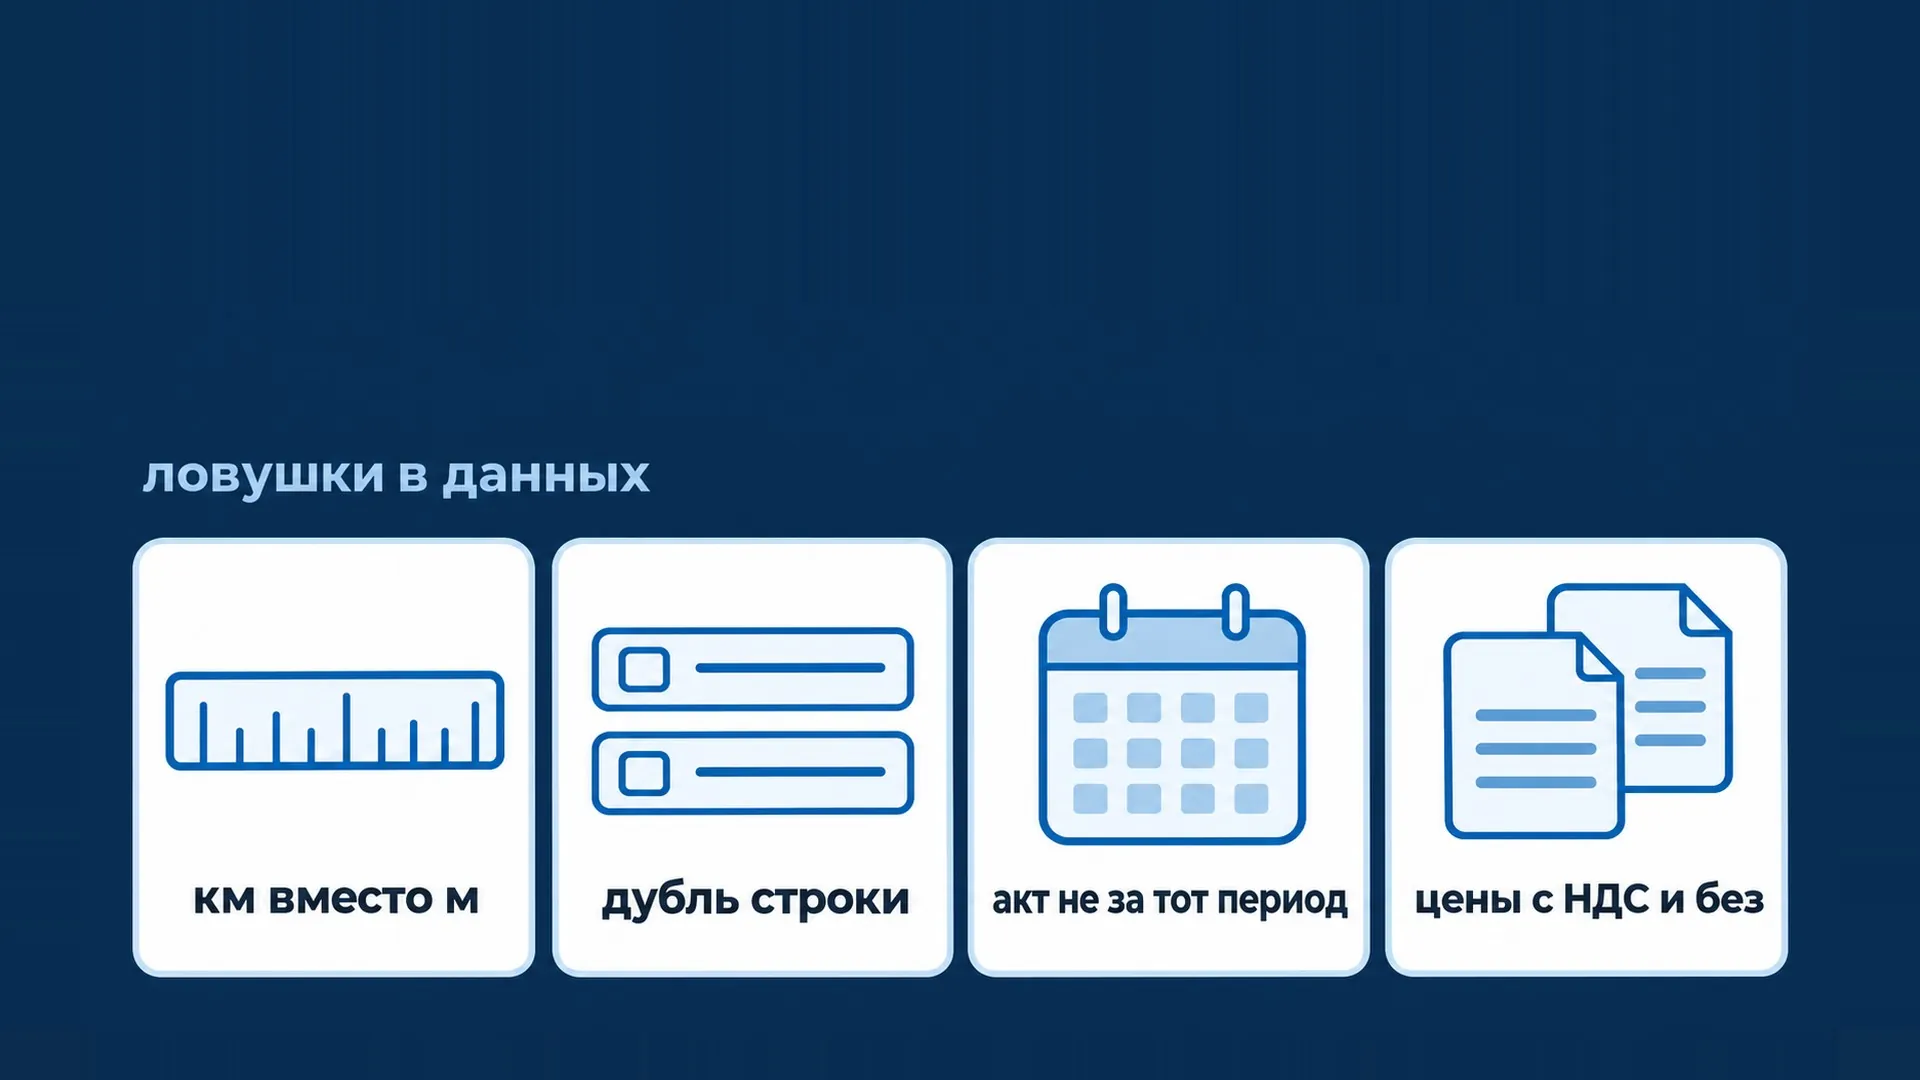 ловушки в данных
км вместо м
дубль строки
акт не за тот период
цены с НДС и без